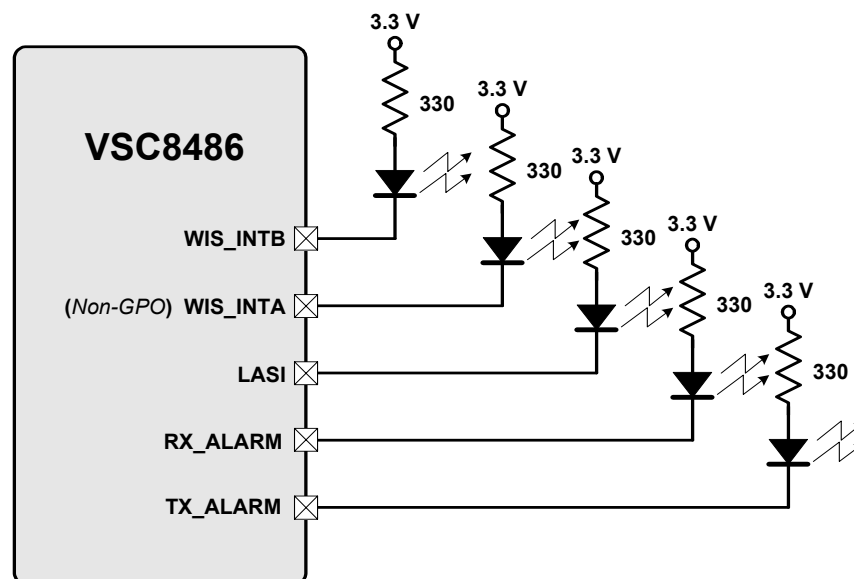 3.3 V
330
3.3 V
330
3.3 V
330
3.3 V
330
3.3 V
330
VSC8486
WIS_INTB
(Non-GPO) WIS_INTA
LASI
RX_ALARM
TX_ALARM